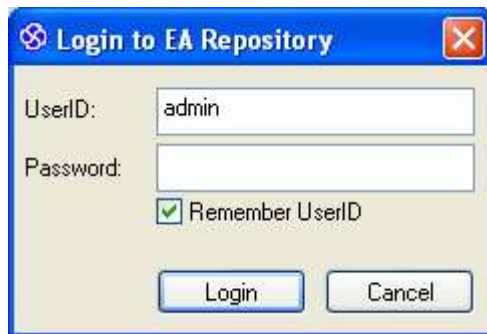 Login to EA Repository
UserID: admin
Password:
Remember UserID
Login Cancel